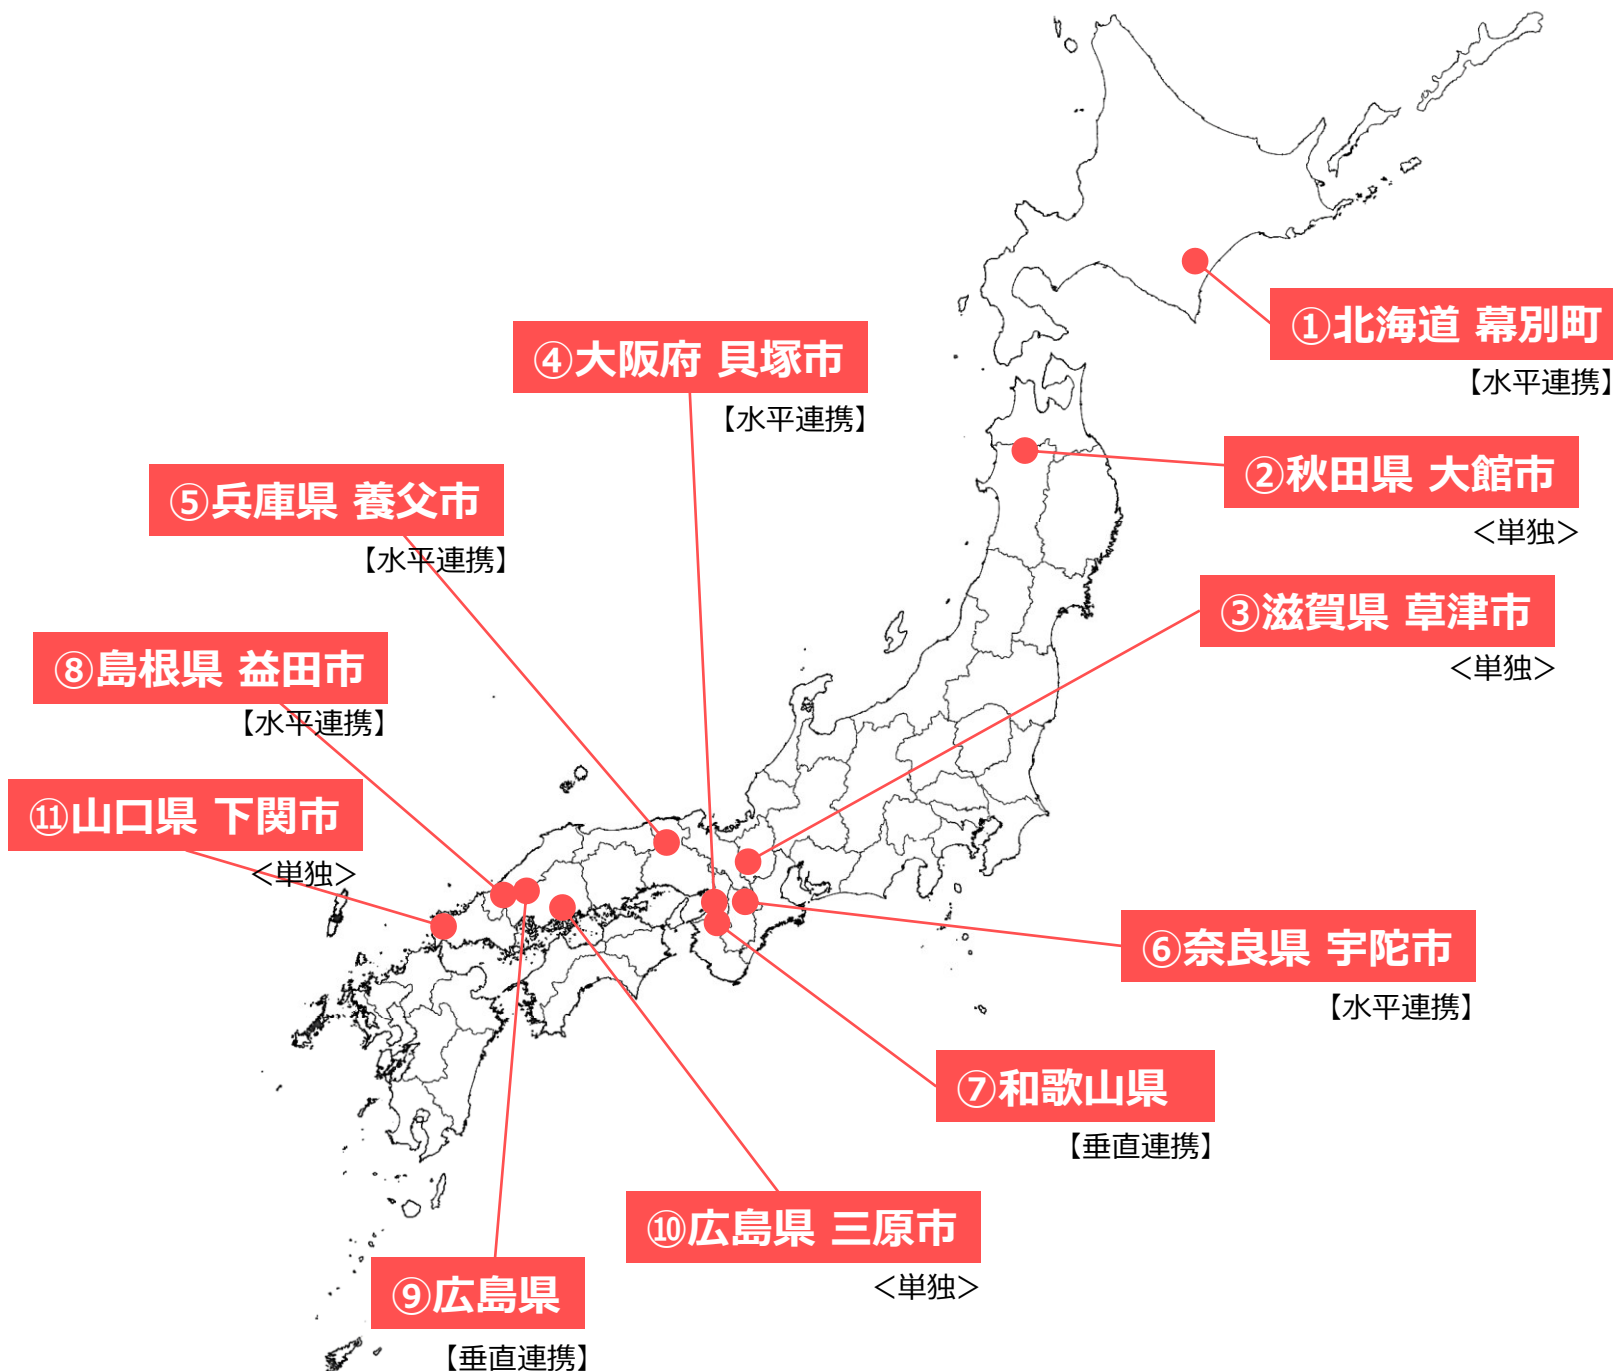 ①北海道 幕別町
【水平連携】
②秋田県 大館市
＜単独＞
③滋賀県 草津市
＜単独＞
④大阪府 貝塚市
【水平連携】
⑤兵庫県 養父市
【水平連携】
⑥奈良県 宇陀市
【水平連携】
⑦和歌山県
【垂直連携】
⑧島根県 益田市
【水平連携】
⑨広島県
【垂直連携】
⑩広島県 三原市
＜単独＞
⑪山口県 下関市
＜単独＞